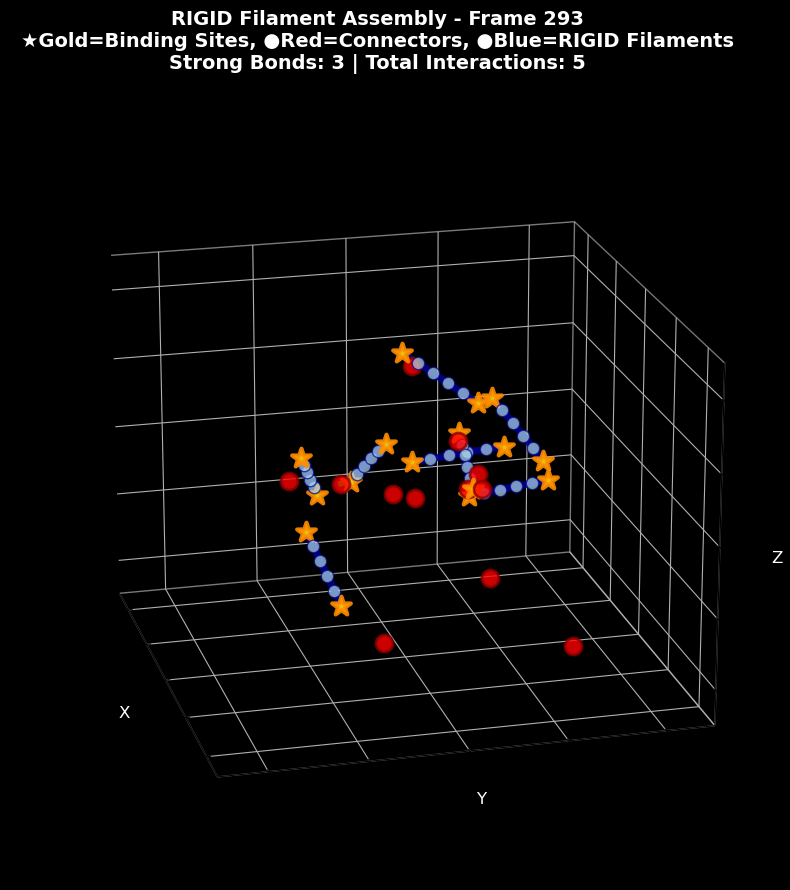 RIGID Filament Assembly - Frame 293
★Gold=Binding Sites, ●Red=Connectors, ●Blue=RIGID Filaments
Strong Bonds: 3 | Total Interactions: 5
Z
X
Y